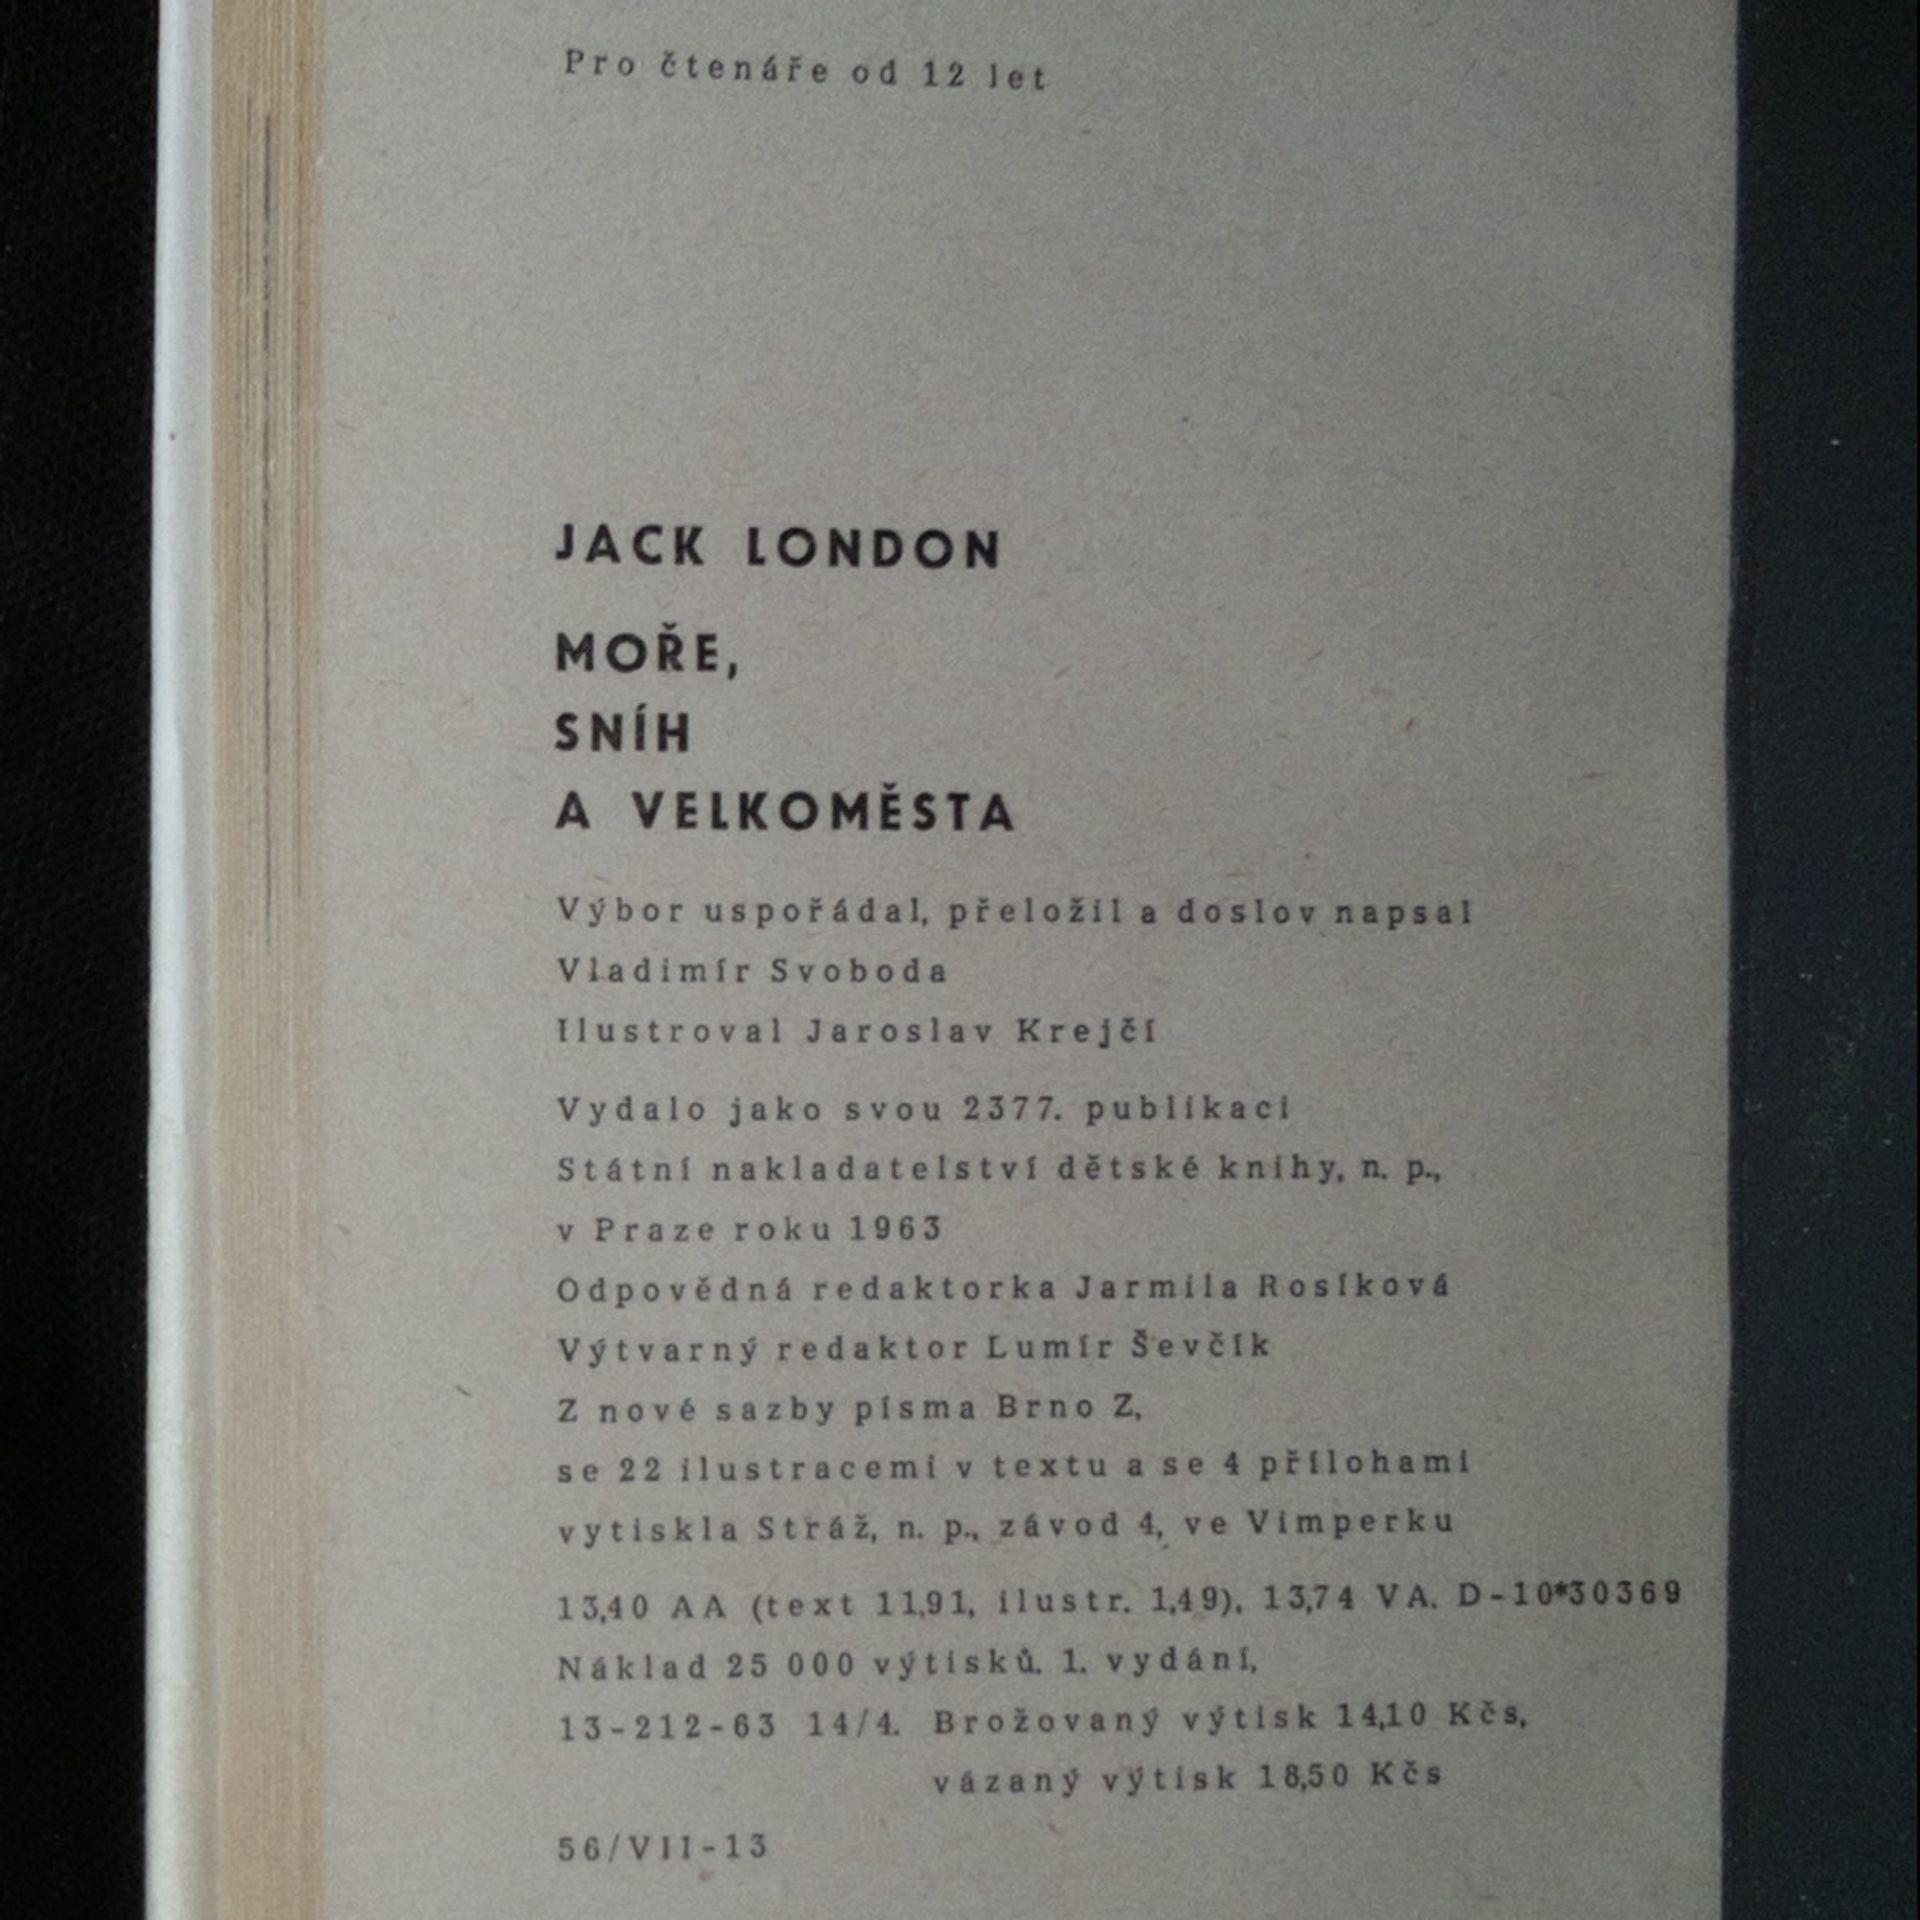 Pro čtenáře od 12 let
JACK LONDON
MOŘE,
SNÍH
A VELKOMĚSTA
Výbor uspořádal, přeložil a doslov napsal
Vladimír Svoboda
Ilustroval Jaroslav Krejčí
Vydalo jako svou 2377. publikaci
Státní nakladatelství dětské knihy, n. p.,
v Praze roku 1963
Odpovědná redaktorka Jarmila Rosíková
Výtvarný redaktor Lumír Ševčík
Z nové sazby písma Brno Z,
se 22 ilustracemi v textu a se 4 přílohami
vytiskla Stráž, n. p., závod 4, ve Vimperku
13,40 AA (text 11,91, ilustr. 1,49), 13,74 VA. D-10*30369
Náklad 25 000 výtisků. 1. vydání,
13-212-63 14/4. Brožovaný výtisk 14,10 Kčs,
vázaný výtisk 18,50 Kčs
56/VII-13